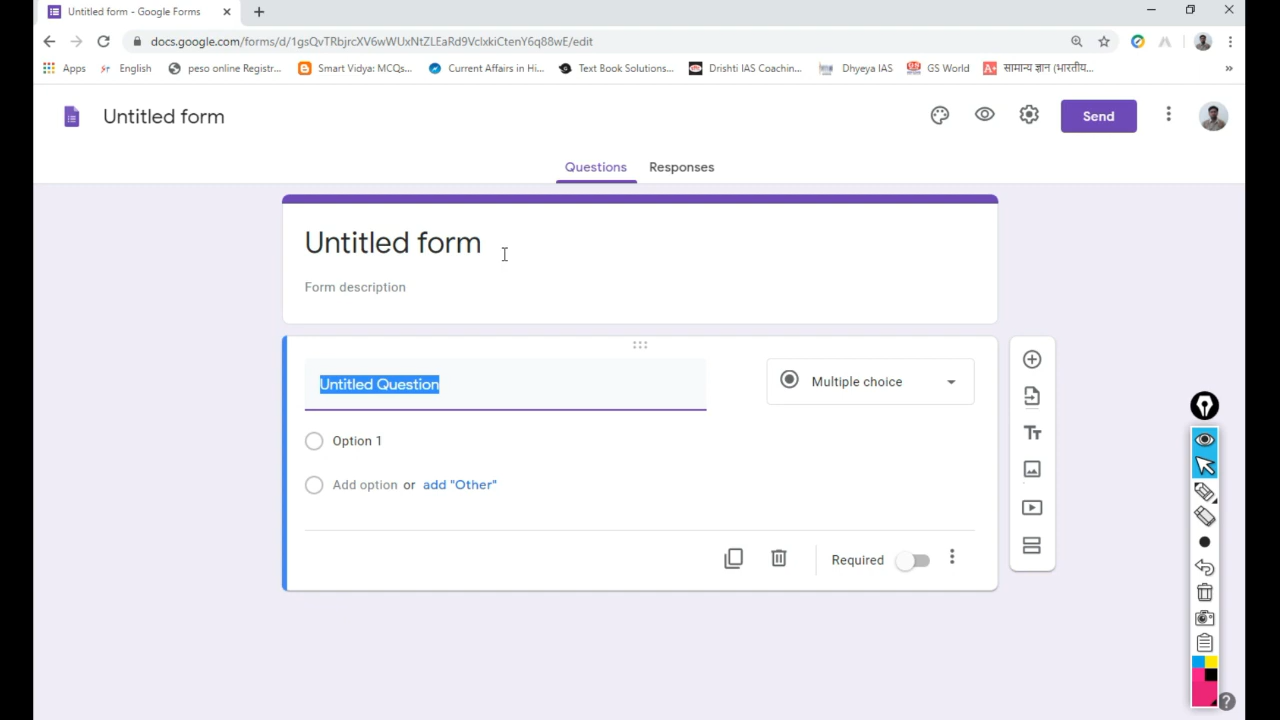 Untitled form - Google Forms
docs.google.com/forms/d/1gsQvTRbjrcXV6wWUxNtZLEaRd9VclxkiCtenY6q88wE/edit
Apps English peso online Registr... Smart Vidya: MCQs... Current Affairs in Hi... Text Book Solutions... Drishti IAS Coachin... Dhyeya IAS GS World सामान्य ज्ञान (भारतीय... »
Untitled form
Send
Questions Responses
Untitled form
Form description
Untitled Question
Multiple choice
Option 1
Add option or add "Other"
Required